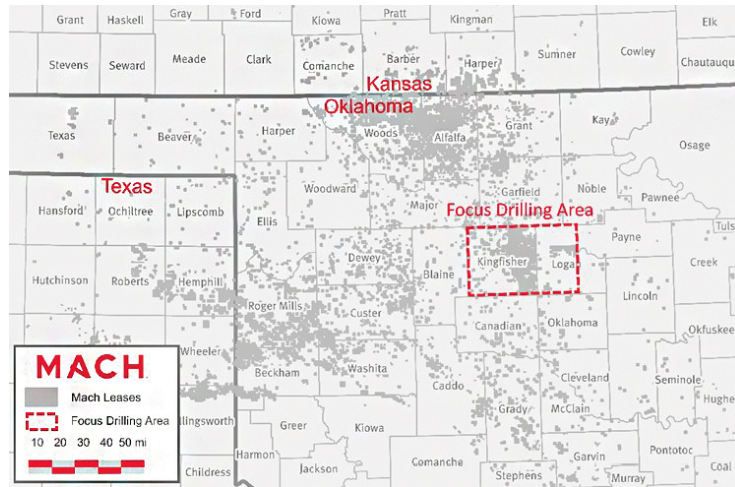 Grant
Haskell
Gray
Ford
Kiowa
Pratt
Kingman
Elk
Stevens
Seward
Meade
Clark
Comanche
Barber
Harper
Sumner
Cowley
Chautauqu
Kansas
Oklahoma
Texas
Beaver
Harper
Woods
Alfalfa
Grant
Kay
Osage
Texas
Hansford
Ochiltree
Lipscomb
Ellis
Woodward
Major
Garfield
Noble
Pawnee
Focus Drilling Area
Hutchinson
Roberts
Hemphill
Roger Mills
Dewey
Custer
Blaine
Kingfisher
Loga
Payne
Tuls
Creek
Lincoln
Canadian
Oklahoma
Okfuskee
Wheeler
Beckham
Washita
Caddo
Cleveland
Seminole
Hughe
Grady
McClain
llingsworth
Greer
Kiowa
Harmon
Jackson
Comanche
Stephens
Garvin
Murray
Pontotoc
Coal
Childress
MACH
Mach Leases
Focus Drilling Area
10 20 30 40 50 mi